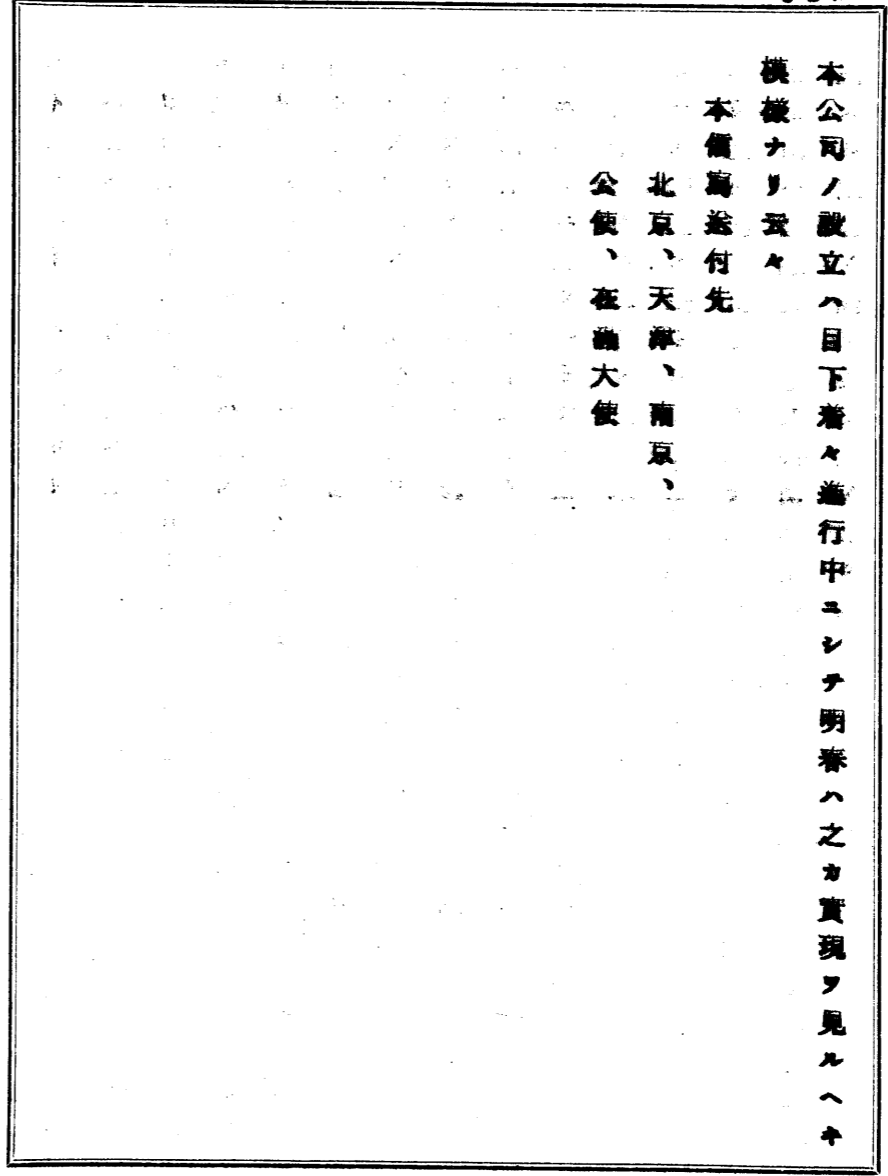 本公司ノ設立ハ目下着々進行中ニシテ明春ハ之カ實現ヲ見ルヘキ
模樣ナリ云々
本信寫送付先
北京、天津、南京、
公使、在滿大使